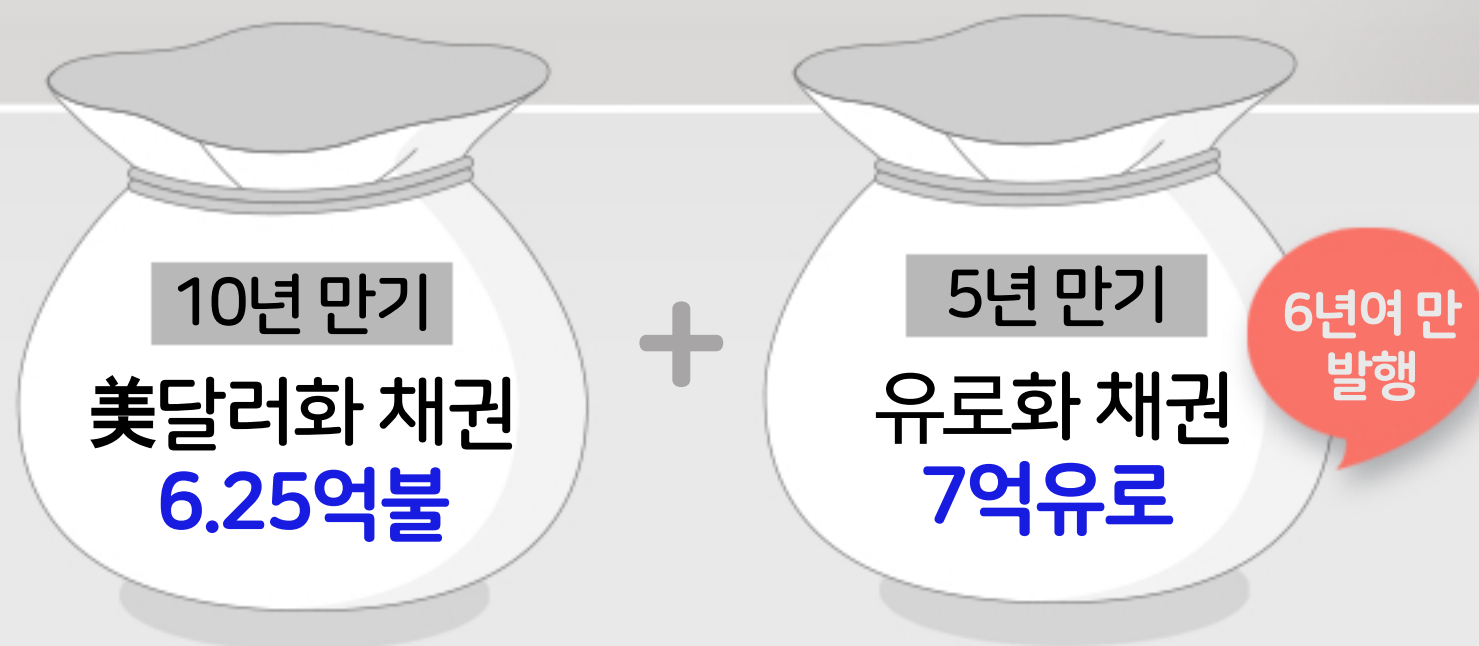 10년 만기
美달러화 채권
6.25억불
+
5년 만기
유로화 채권
7억유로
6년여 만
발행